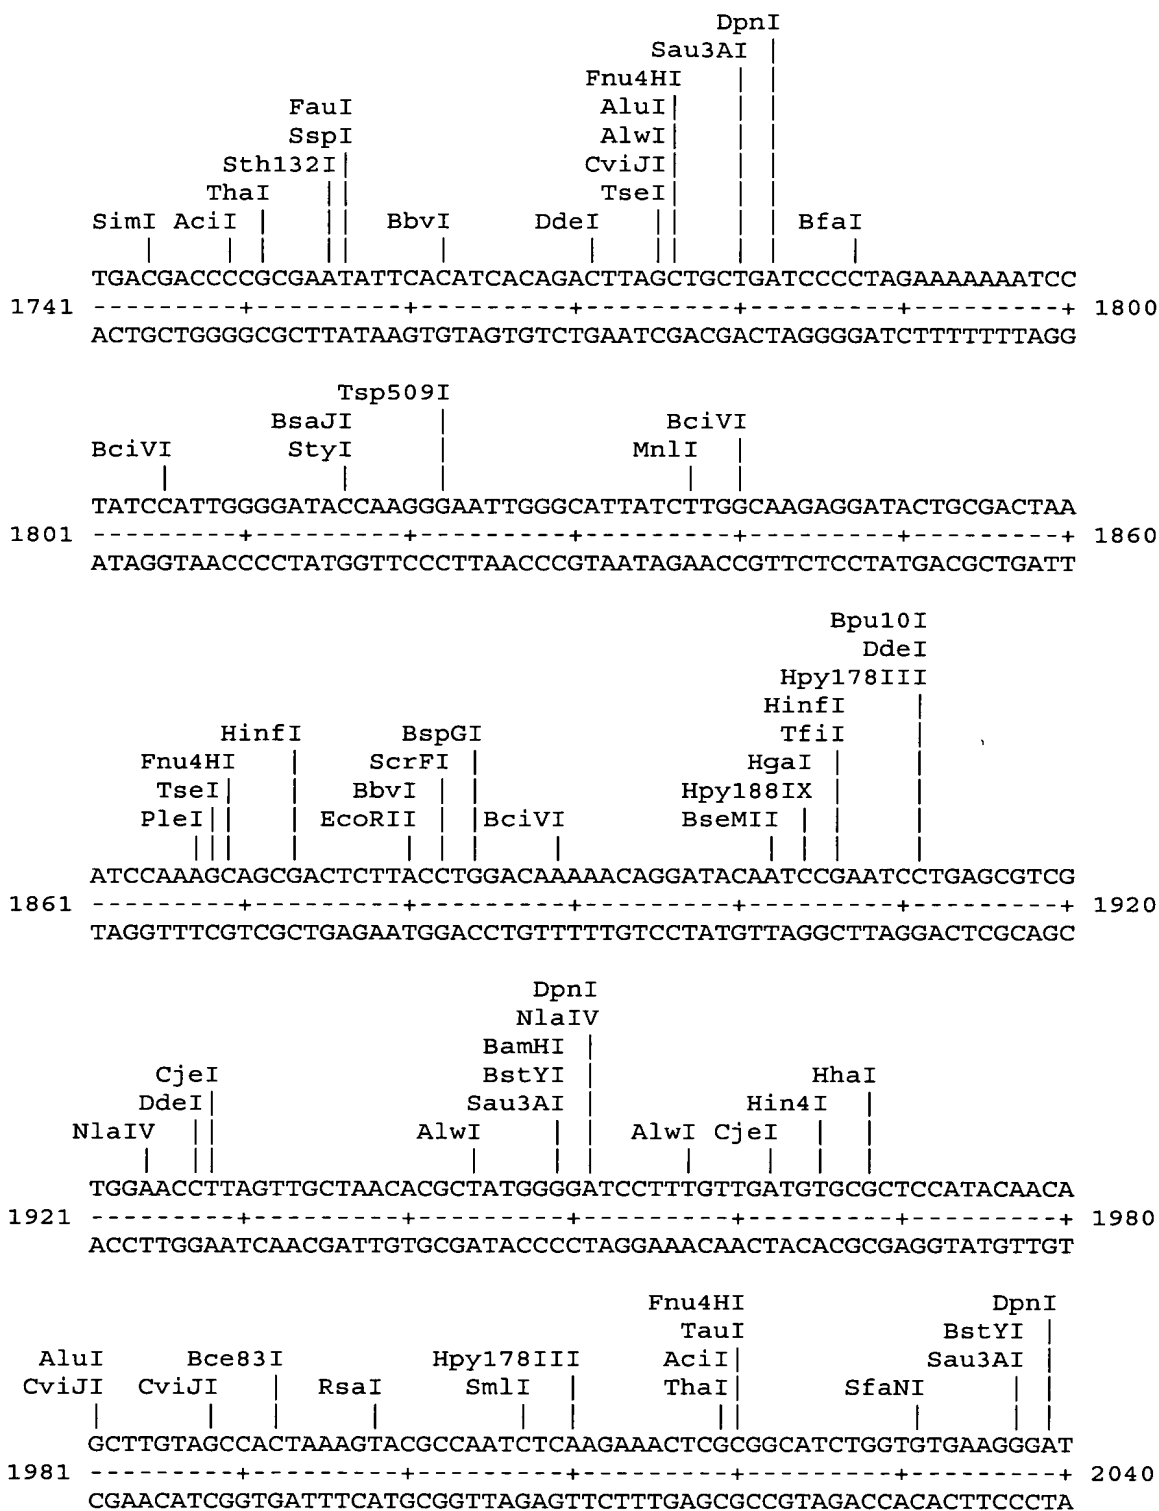 DpnI
Sau3AI |
Fnu4HI | |
FauI AluI| | |
SspI AlwI| | |
Sth132I| CviJI| | |
ThaI || TseI| | |
SimI AciI | || BbvI DdeI || | | BfaI
TGACGACCCCGCGAATATTCACATCACAGACTTAGCTGCTGATCCCCTAGAAAAAAATCC
1741 ---------+---------+---------+---------+---------+---------+ 1800
ACTGCTGGGGCGCTTATAAGTGTAGTGTCTGAATCGACGACTAGGGGATCTTTTTTTAGG
Tsp509I
BsaJI | BciVI
BciVI StyI | MnlI |
TATCCATTGGGGATACCAAGGGAATTGGGCATTATCTTGGCAAGAGGATACTGCGACTAA
1801 ---------+---------+---------+---------+---------+---------+ 1860
ATAGGTAACCCCTATGGTTCCCTTAACCCGTAATAGAACCGTTCTCCTATGACGCTGATT
Bpu10I
DdeI
Hpy178III
HinfI |
HinfI BspGI TfiI |
Fnu4HI | ScrFI | HgaI | |
TseI| | BbvI | | Hpy188IX | |
PleI|| | EcoRII | |BciVI BseMII | | |
ATCCAAAGCAGCGACTCTTACCTGGACAAAAACAGGATACAATCCGAATCCTGAGCGTCG
1861 ---------+---------+---------+---------+---------+---------+ 1920
TAGGTTTCGTCGCTGAGAATGGACCTGTTTTTGTCCTATGTTAGGCTTAGGACTCGCAGC
DpnI
NlaIV
BamHI |
CjeI BstYI | HhaI
DdeI| Sau3AI | Hin4I |
NlaIV || AlwI | | AlwI CjeI | |
TGGAACCTTAGTTGCTAACACGCTATGGGGATCCTTTGTTGATGTGCGCTCCATACAACA
1921 ---------+---------+---------+---------+---------+---------+ 1980
ACCTTGGAATCAACGATTGTGCGATACCCCTAGGAAACAACTACACGCGAGGTATGTTGT
Fnu4HI DpnI
TauI BstYI |
AluI Bce83I Hpy178III AciI| Sau3AI |
CviJI CviJI | RsaI SmlI | ThaI| SfaNI | |
GCTTGTAGCCACTAAAGTACGCCAATCTCAAGAAACTCGCGGCATCTGGTGTGAAGGGAT
1981 ---------+---------+---------+---------+---------+---------+ 2040
CGAACATCGGTGATTTCATGCGGTTAGAGTTCTTTGAGCGCCGTAGACCACACTTCCCTA